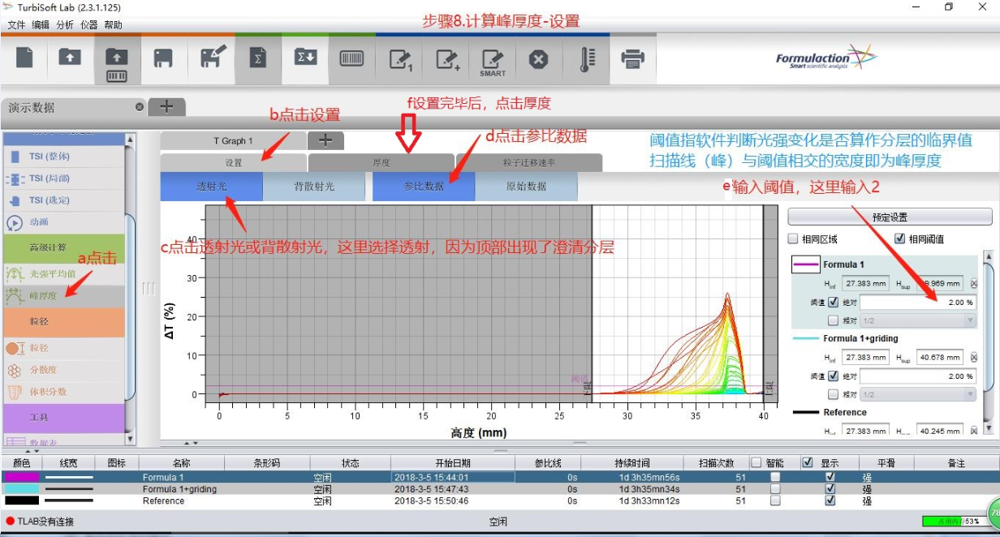 TurbiSoft Lab (2.3.1.125)
文件 编辑 分析 仪器 帮助
步骤8.计算峰厚度-设置
SMART
Formulaction
Smart scientific analysis
演示数据
f设置完毕后，点击厚度
b点击设置
d点击参比数据
T Graph 1
设置
厚度
粒子迁移速率
阈值指软件判断光强变化是否算作分层的临界值
扫描线（峰）与阈值相交的宽度即为峰厚度
透射光
背散射光
参比数据
原始数据
e输入阈值，这里输入2
TSI (整体)
TSI (局部)
TSI (选定)
动画
高级计算
a点击
光强平均值
峰厚度
粒径
粒径
分散度
体积分数
工具
数据表
c点击透射光或背散射光，这里选择透射，因为顶部出现了澄清分层
ΔT (%)
40
30
20
10
0
阈值
下限
上限
0 5 10 15 20 25 30 35 40
高度 (mm)
预定设置
相同区域 相同阈值
Formula 1
Hinf 27.383 mm Hsup 9.969 mm
阈值 绝对 2.00 %
相对 1/2
Formula 1+griding
Hinf 27.383 mm Hsup 40.678 mm
阈值 绝对 2.00 %
相对 1/2
Reference
27.383 mm 40.245 mm
颜色 线宽 图标 名称 条形码 状态 开始日期 参比线 持续时间 扫描次数 智能 显示 平滑 备注
Formula 1 空闲 2018-3-5 15:44:01 0s 1d 3h35mn56s 51 强
Formula 1+griding 空闲 2018-3-5 15:47:43 0s 1d 3h35mn34s 51 强
Reference 空闲 2018-3-5 15:50:46 0s 1d 3h33mn12s 51 强
TLAB没有连接
空闲
占用内存53%
78